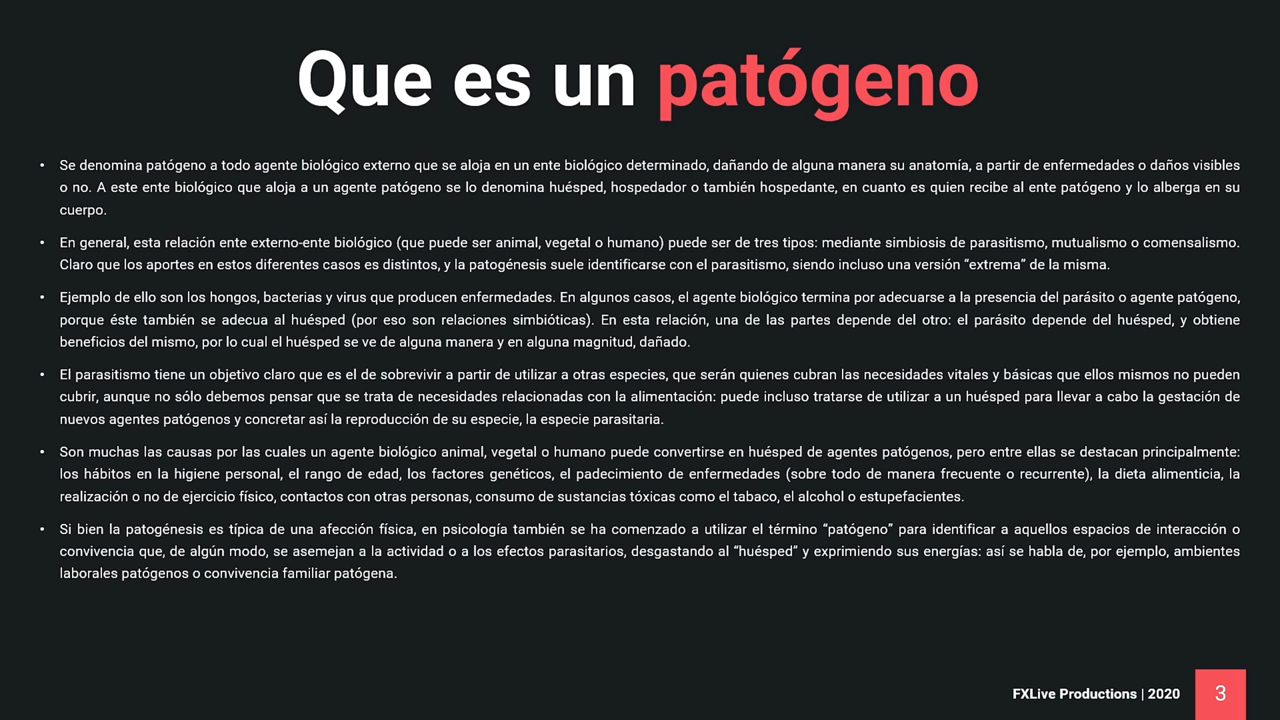 Que es un patógeno
• Se denomina patógeno a todo agente biológico externo que se aloja en un ente biológico determinado, dañando de alguna manera su anatomía, a partir de enfermedades o daños visibles
o no. A este ente biológico que aloja a un agente patógeno se lo denomina huésped, hospedador o también hospedante, en cuanto es quien recibe al ente patógeno y lo alberga en su
cuerpo.
• En general, esta relación ente externo-ente biológico (que puede ser animal, vegetal o humano) puede ser de tres tipos: mediante simbiosis de parasitismo, mutualismo o comensalismo.
Claro que los aportes en estos diferentes casos es distintos, y la patogénesis suele identificarse con el parasitismo, siendo incluso una versión “extrema” de la misma.
• Ejemplo de ello son los hongos, bacterias y virus que producen enfermedades. En algunos casos, el agente biológico termina por adecuarse a la presencia del parásito o agente patógeno,
porque éste también se adecua al huésped (por eso son relaciones simbióticas). En esta relación, una de las partes depende del otro: el parásito depende del huésped, y obtiene
beneficios del mismo, por lo cual el huésped se ve de alguna manera y en alguna magnitud, dañado.
• El parasitismo tiene un objetivo claro que es el de sobrevivir a partir de utilizar a otras especies, que serán quienes cubran las necesidades vitales y básicas que ellos mismos no pueden
cubrir, aunque no sólo debemos pensar que se trata de necesidades relacionadas con la alimentación: puede incluso tratarse de utilizar a un huésped para llevar a cabo la gestación de
nuevos agentes patógenos y concretar así la reproducción de su especie, la especie parasitaria.
• Son muchas las causas por las cuales un agente biológico animal, vegetal o humano puede convertirse en huésped de agentes patógenos, pero entre ellas se destacan principalmente:
los hábitos en la higiene personal, el rango de edad, los factores genéticos, el padecimiento de enfermedades (sobre todo de manera frecuente o recurrente), la dieta alimenticia, la
realización o no de ejercicio físico, contactos con otras personas, consumo de sustancias tóxicas como el tabaco, el alcohol o estupefacientes.
• Si bien la patogénesis es típica de una afección física, en psicología también se ha comenzado a utilizar el término “patógeno” para identificar a aquellos espacios de interacción o
convivencia que, de algún modo, se asemejan a la actividad o a los efectos parasitarios, desgastando al “huésped” y exprimiendo sus energías: así se habla de, por ejemplo, ambientes
laborales patógenos o convivencia familiar patógena.
FXLive Productions | 2020 3